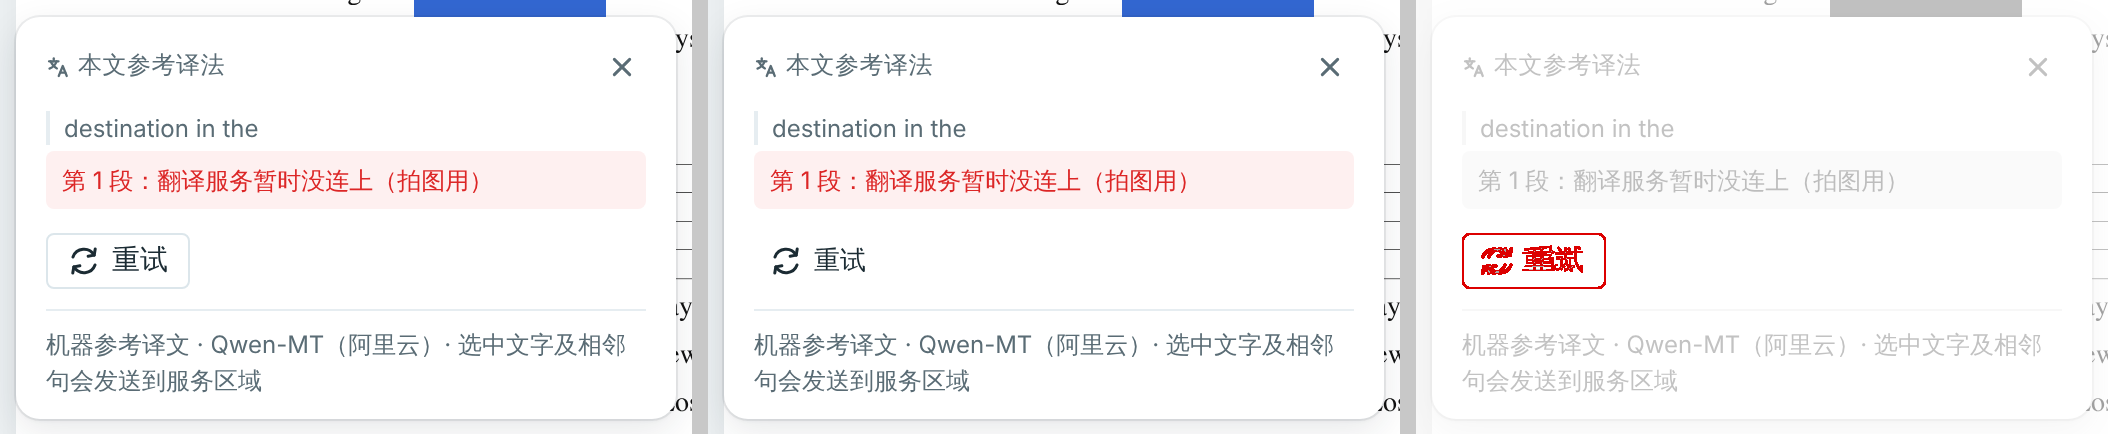 本文参考译法
destination in the
第 1 段：翻译服务暂时没连上（拍图用）
重试
机器参考译文 · Qwen-MT（阿里云）· 选中文字及相邻
句会发送到服务区域
本文参考译法
destination in the
第 1 段：翻译服务暂时没连上（拍图用）
重试
机器参考译文 · Qwen-MT（阿里云）· 选中文字及相邻
句会发送到服务区域
本文参考译法
destination in the
第 1 段：翻译服务暂时没连上（拍图用）
机器参考译文 · Qwen-MT（阿里云）· 选中文字及相邻
句会发送到服务区域